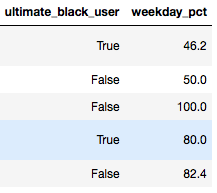 ultimate_black_user weekday_pct
True 46.2
False 50.0
False 100.0
True 80.0
False 82.4